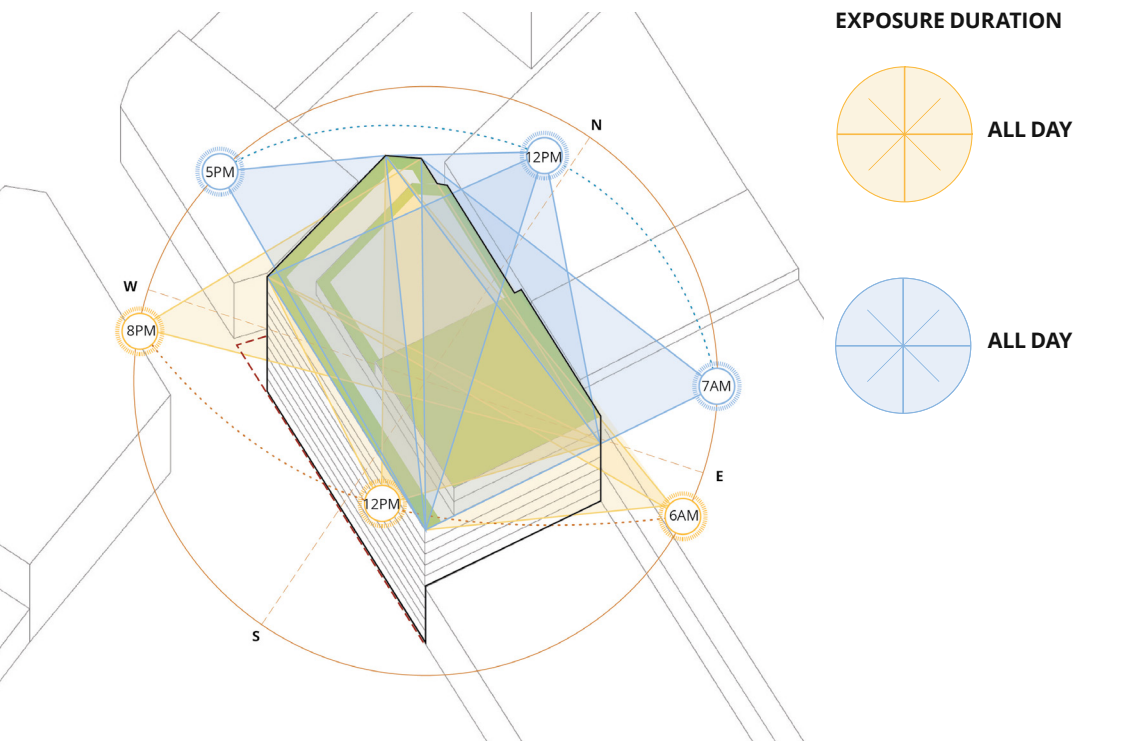 EXPOSURE DURATION
ALL DAY
ALL DAY
N
12PM
5PM
W
8PM
7AM
E
12PM
6AM
S